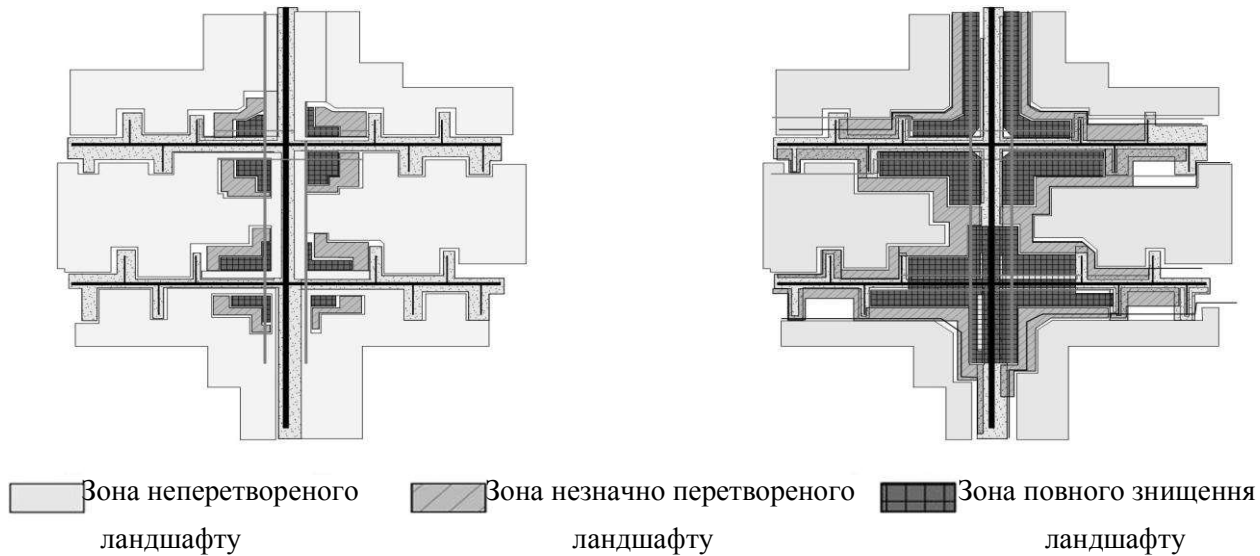 Зона неперетвореного ландшафту
Зона незначно перетвореного ландшафту
Зона повного знищення ландшафту